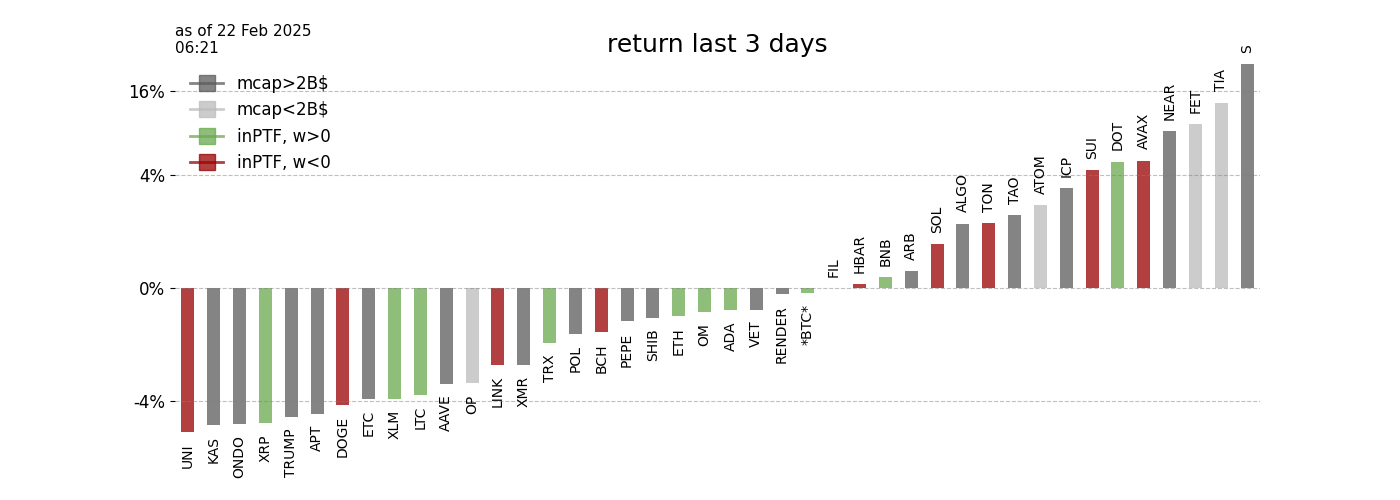 as of 22 Feb 2025
06:21
return last 3 days
mcap>2B$
mcap<2B$
inPTF, w>0
inPTF, w<0
16%
4%
0%
-4%
UNI
KAS
ONDO
XRP
TRUMP
APT
DOGE
ETC
XLM
LTC
AAVE
OP
LINK
XMR
TRX
POL
BCH
PEPE
SHIB
ETH
OM
ADA
VET
RENDER
*BTC*
FIL
HBAR
BNB
ARB
SOL
ALGO
TON
TAO
ATOM
ICP
SUI
DOT
AVAX
NEAR
FET
TIA
S